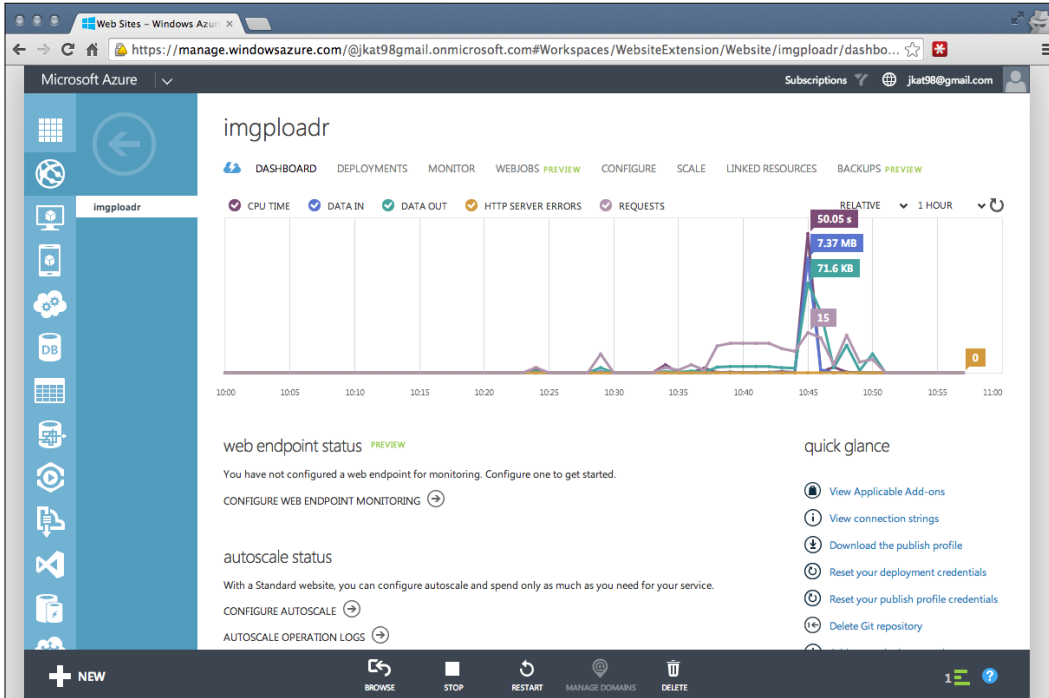 Web Sites – Windows Azur
https://manage.windowsazure.com/@jkat98gmail.onmicrosoft.com#Workspaces/WebsiteExtension/Website/imgploadr/dashbo...
Microsoft Azure
Subscriptions
jkat98@gmail.com
imgploadr
imgploadr
DASHBOARD DEPLOYMENTS MONITOR WEBJOBS PREVIEW CONFIGURE SCALE LINKED RESOURCES BACKUPS PREVIEW
CPU TIME DATA IN DATA OUT HTTP SERVER ERRORS REQUESTS
RELATIVE 1 HOUR
50.05 s
7.37 MB
71.6 KB
15
0
10:00 10:05 10:10 10:15 10:20 10:25 10:30 10:35 10:40 10:45 10:50 10:55 11:00
web endpoint status PREVIEW
You have not configured a web endpoint for monitoring. Configure one to get started.
CONFIGURE WEB ENDPOINT MONITORING
autoscale status
With a Standard website, you can configure autoscale and spend only as much as you need for your service.
CONFIGURE AUTOSCALE
AUTOSCALE OPERATION LOGS
quick glance
View Applicable Add-ons
View connection strings
Download the publish profile
Reset your deployment credentials
Reset your publish profile credentials
Delete Git repository
DB
NEW
BROWSE STOP RESTART MANAGE DOMAINS DELETE
1
?